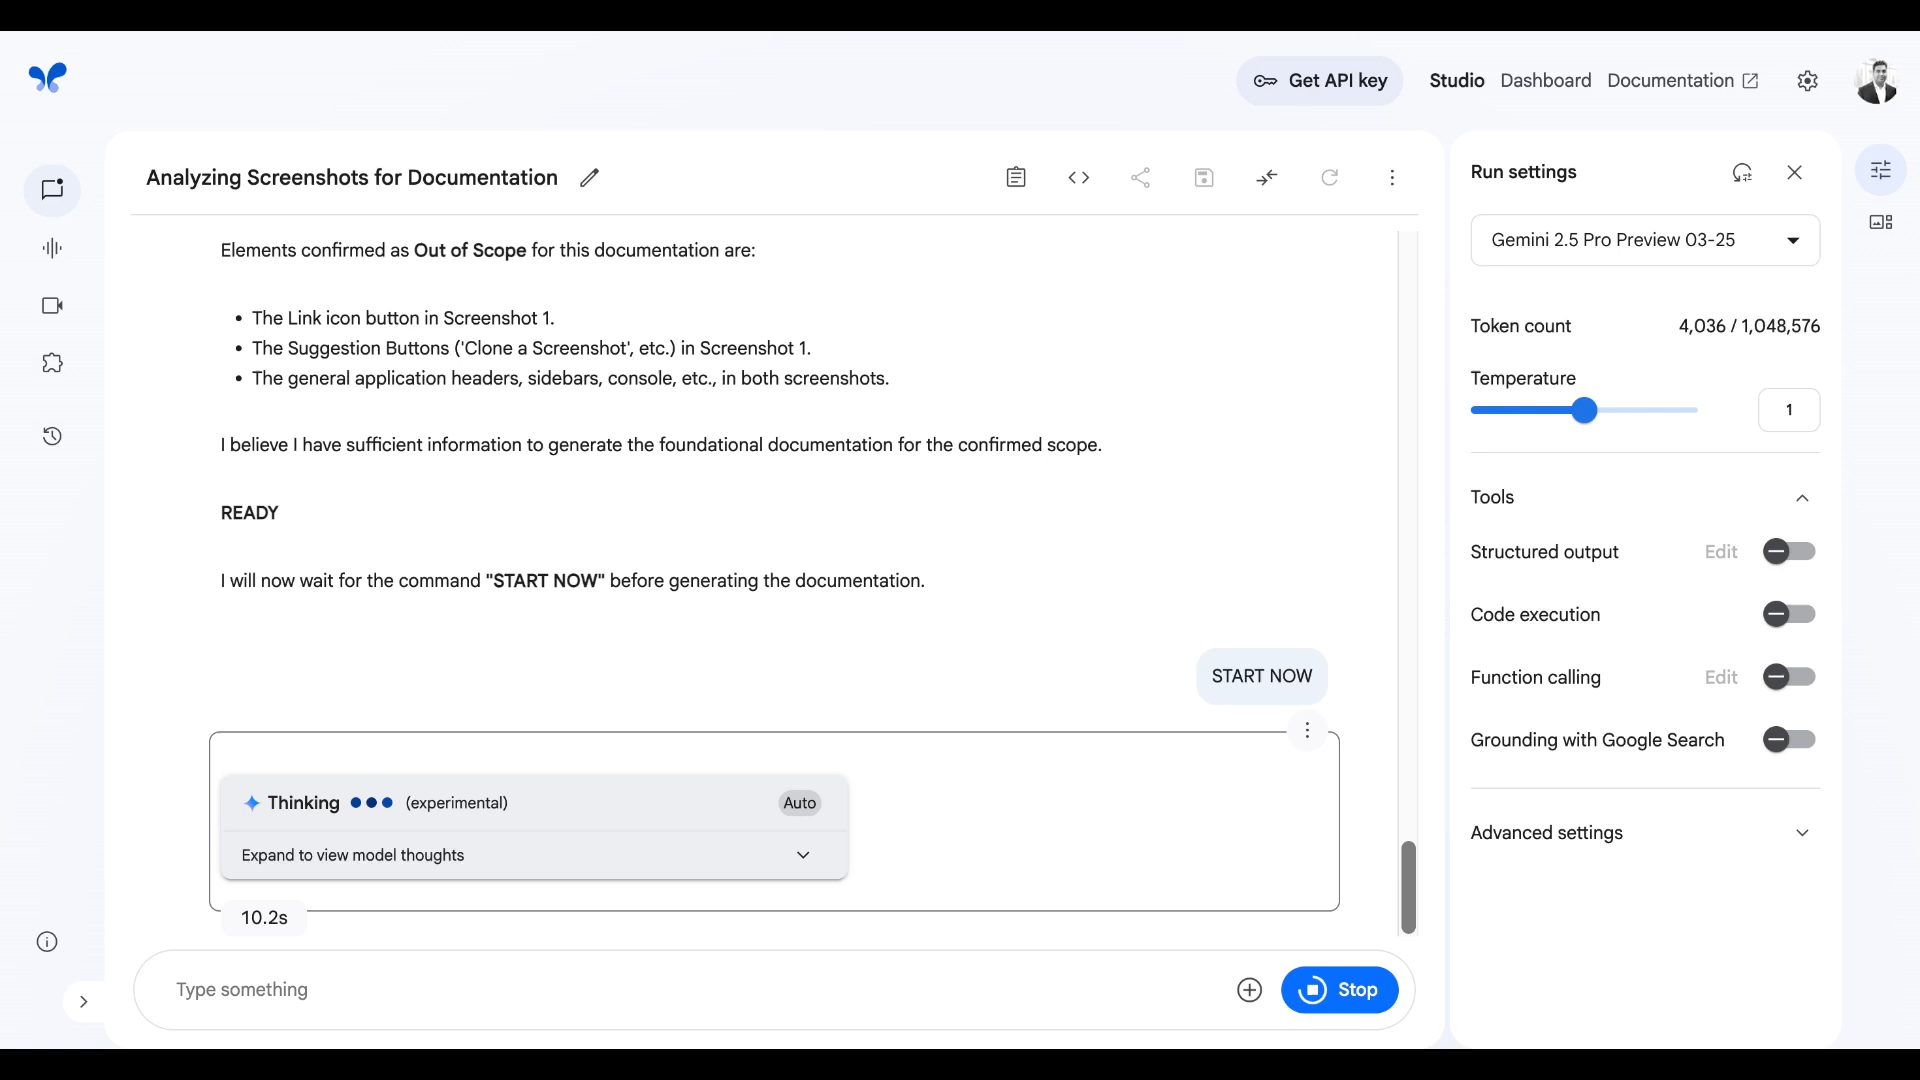 Get API key
Studio
Dashboard
Documentation
Analyzing Screenshots for Documentation
Elements confirmed as Out of Scope for this documentation are:
• The Link icon button in Screenshot 1.
• The Suggestion Buttons ('Clone a Screenshot', etc.) in Screenshot 1.
• The general application headers, sidebars, console, etc., in both screenshots.
I believe I have sufficient information to generate the foundational documentation for the confirmed scope.
READY
I will now wait for the command "START NOW" before generating the documentation.
START NOW
Thinking (experimental)
Auto
Expand to view model thoughts
10.2s
Type something
Stop
Run settings
Gemini 2.5 Pro Preview 03-25
Token count 4,036 / 1,048,576
Temperature
1
Tools
Structured output Edit
Code execution
Function calling Edit
Grounding with Google Search
Advanced settings